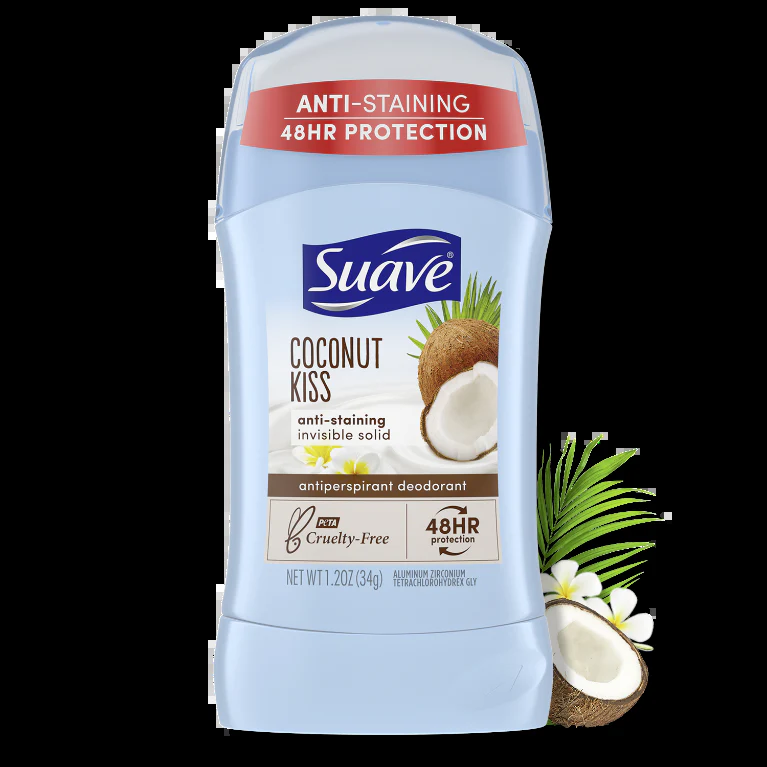 ANTI-STAINING
48HR PROTECTION
Suave®
COCONUT
KISS
anti-staining
invisible solid
antiperspirant deodorant
PETA
Cruelty-Free
48HR
protection
NET WT 1.2OZ (34g)
ALUMINUM ZIRCONIUM
TETRACHLOROHYDREX GLY